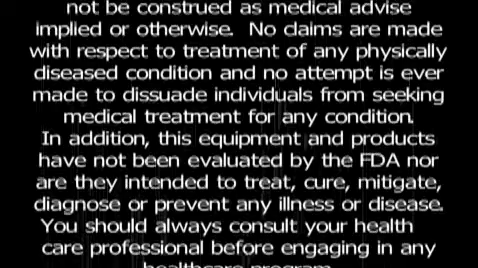 not be construed as medical advise
implied or otherwise. No claims are made
with respect to treatment of any physically
diseased condition and no attempt is ever
made to dissuade individuals from seeking
medical treatment for any condition.
In addition, this equipment and products
have not been evaluated by the FDA nor
are they intended to treat, cure, mitigate,
diagnose or prevent any illness or disease.
You should always consult your health
care professional before engaging in any
healthcare program